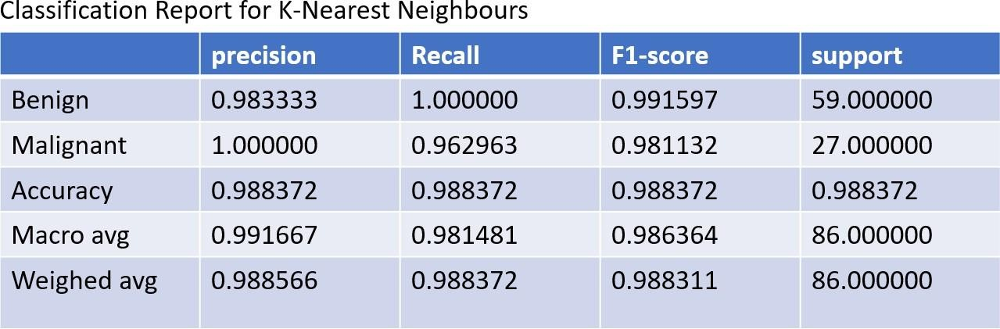 Classification Report for K-Nearest Neighbours
precision Recall F1-score support
Benign 0.983333 1.000000 0.991597 59.000000
Malignant 1.000000 0.962963 0.981132 27.000000
Accuracy 0.988372 0.988372 0.988372 0.988372
Macro avg 0.991667 0.981481 0.986364 86.000000
Weighed avg 0.988566 0.988372 0.988311 86.000000